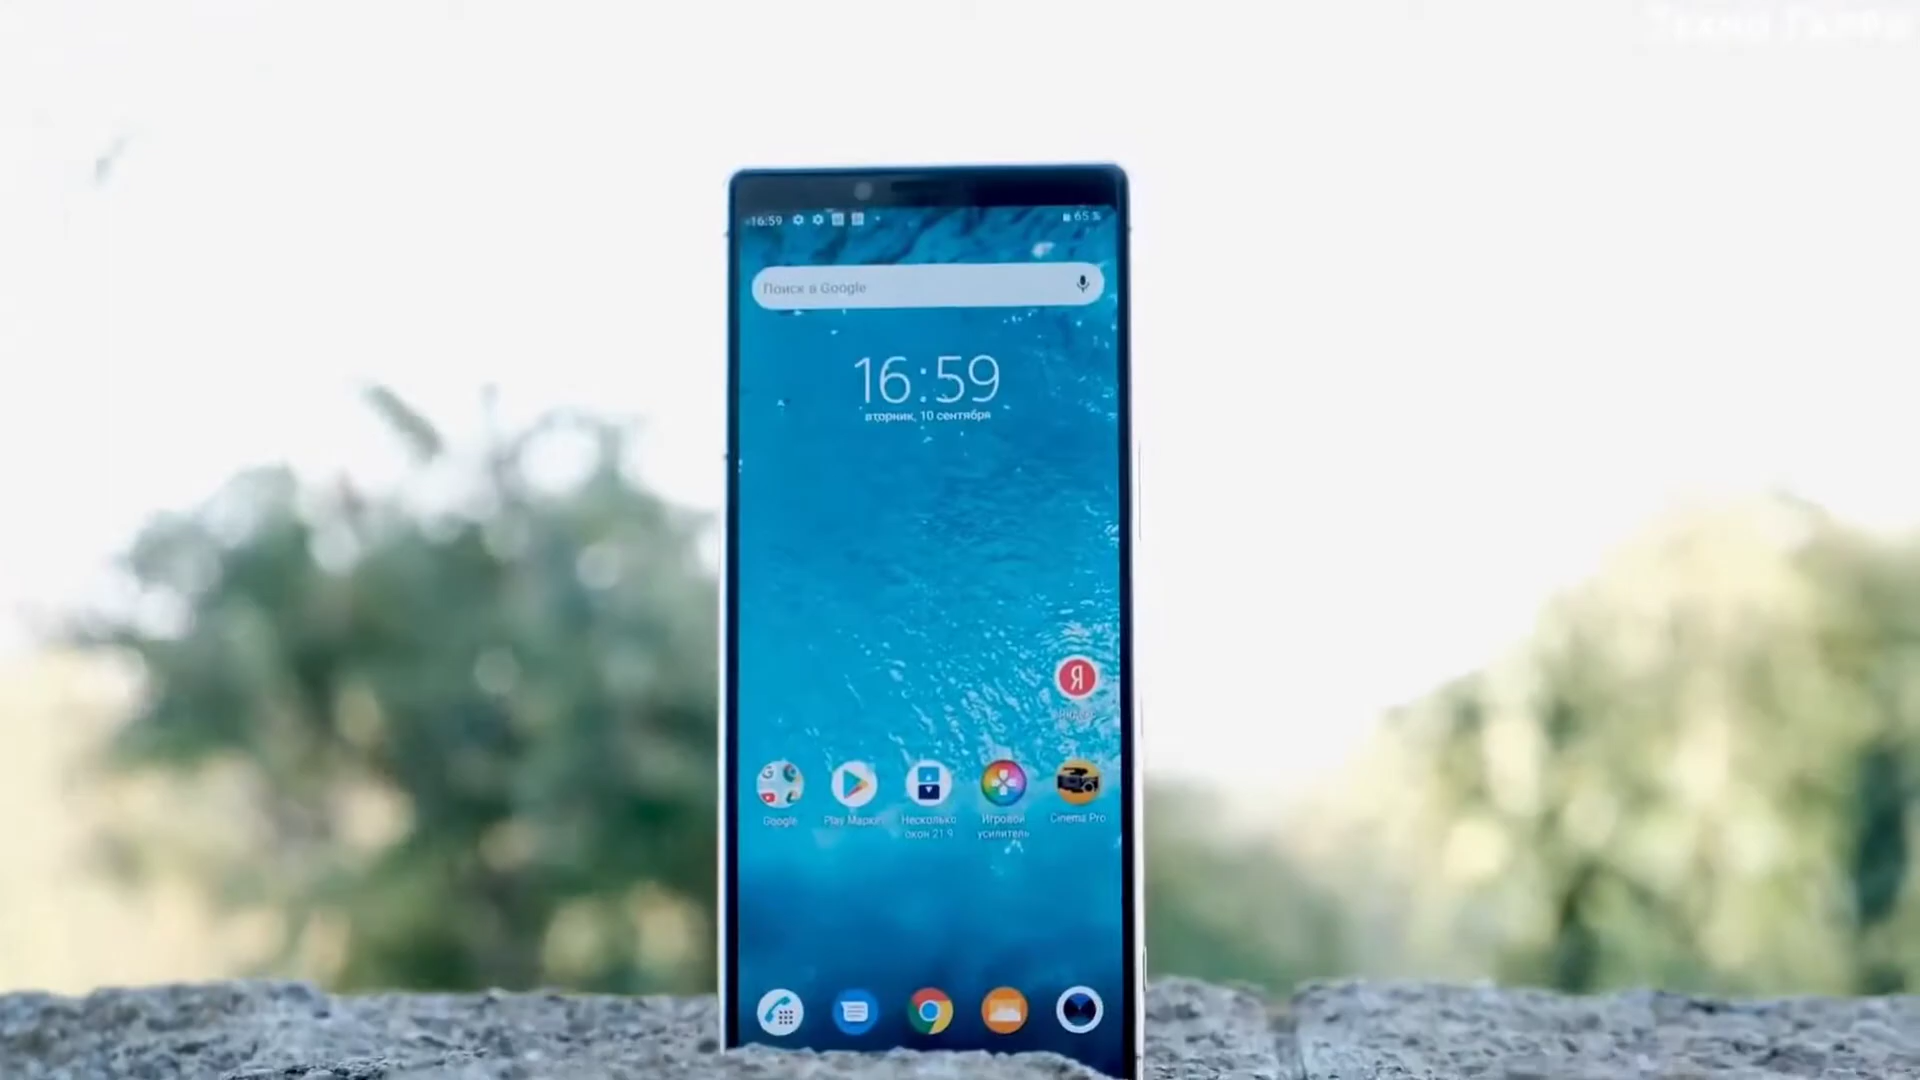 16:59
65 %
Поиск в Google
16:59
вторник, 10 сентября
Я
Google
Play Маркет
Несколько
окон 21:9
Игровой
усилитель
Cinema Pro